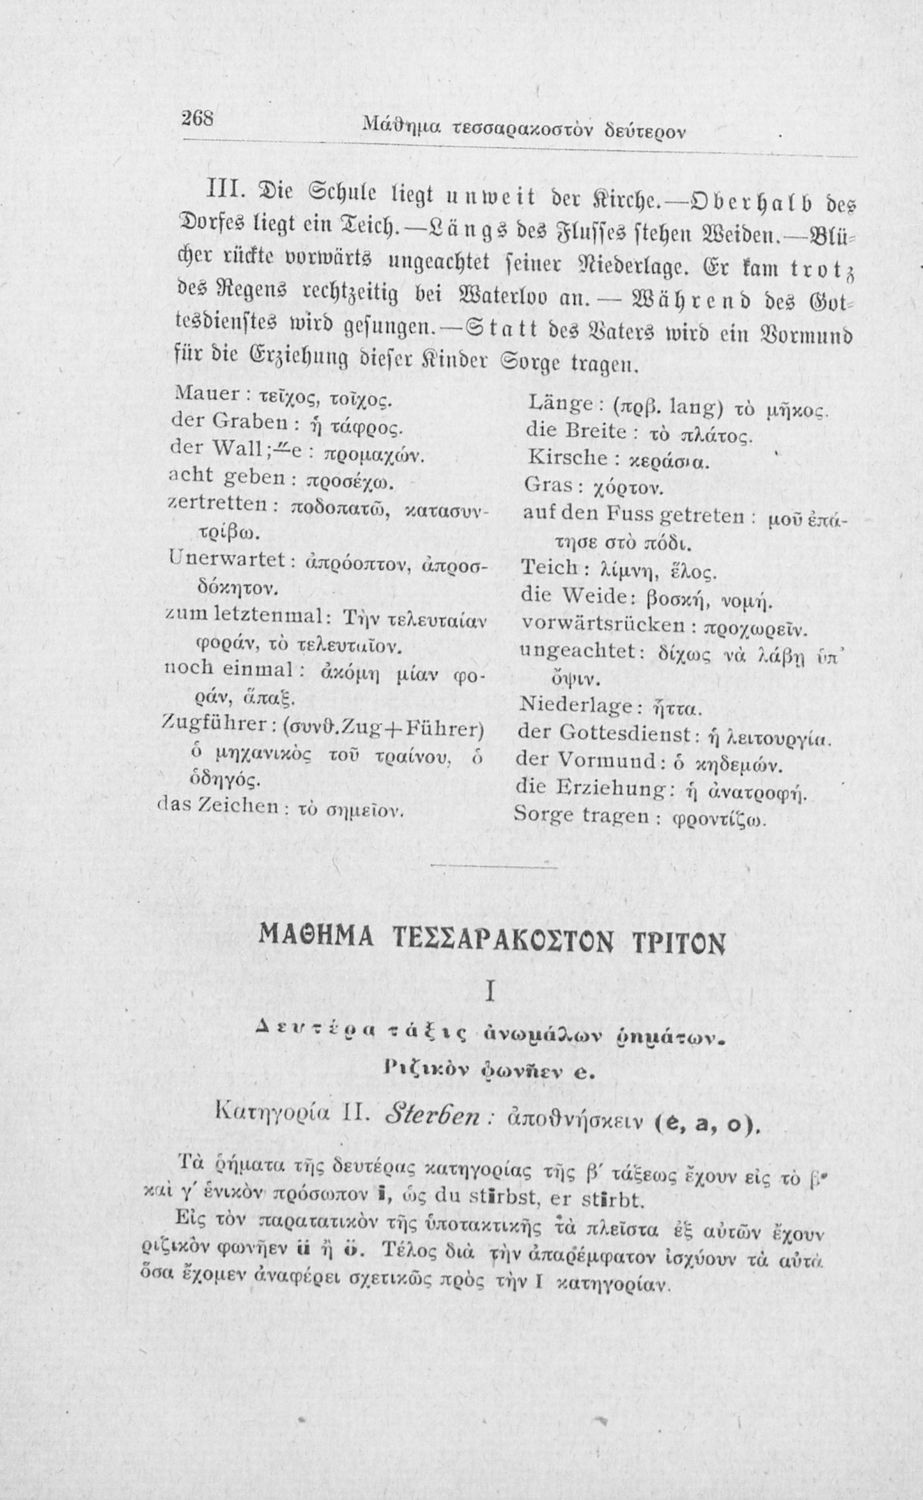 268
Μάθημα τεσσαρακοστὸν δεύτερον
III. Die Schule liegt unweit der Kirche.—Oberhalb des
Dorfes liegt ein Teich.—Längs des Flusses stehen Weiden.—Blü-
cher rückte vorwärts ungeachtet seiner Niederlage. Er kam trotz
des Regens rechtzeitig bei Waterloo an.—Während des Got-
tesdienstes wird gesungen.—Statt des Vaters wird ein Vormund
für die Erziehung dieser Kinder Sorge tragen.
Mauer : τεῖχος, τοῖχος.
der Graben : ἡ τάφρος.
der Wall;-̈e : προμαχών.
acht geben : προσέχω.
zertretten : ποδοπατῶ, κατασυν-
τρίβω.
Unerwartet : ἀπρόοπτον, ἀπροσ-
δόκητον.
zum letztenmal: Τὴν τελευταίαν
φοράν, τὸ τελευταῖον.
noch einmal : ἀκόμη μίαν φο-
ράν, ἅπαξ.
Zugführer : (συνθ.Zug+Führer)
ὁ μηχανικὸς τοῦ τραίνου, ὁ
ὁδηγός.
das Zeichen : τὸ σημεῖον.
Länge : (πρβ. lang) τὸ μῆκος.
die Breite : τὸ πλάτος.
Kirsche : κεράσια.
Gras : χόρτον.
auf den Fuss getreten : μοῦ ἐπά-
τησε στὸ πόδι.
Teich : λίμνη, ἕλος.
die Weide : βοσκή, νομή.
vorwärtsrücken : προχωρεῖν.
ungeachtet : δίχως νὰ λάβῃ ὑπ'
ὄψιν.
Niederlage : ἧττα.
der Gottesdienst : ἡ λειτουργία.
der Vormund : ὁ κηδεμών.
die Erziehung : ἡ ἀνατροφή.
Sorge tragen : φροντίζω.
ΜΑΘΗΜΑ ΤΕΣΣΑΡΑΚΟΣΤΟΝ ΤΡΙΤΟΝ
I
Δευτέρα τάξις ἀνωμάλων ῥημάτων.
Ριζικὸν φωνῆεν e.
Κατηγορία II. Sterben : ἀποθνήσκειν (e, a, o).
Τὰ ῥήματα τῆς δευτέρας κατηγορίας τῆς β΄ τάξεως ἔχουν εἰς τὸ β΄
καὶ γ΄ ἑνικὸν πρόσωπον i, ὡς du stirbst, er stirbt.
Εἰς τὸν παρατατικὸν τῆς ὑποτακτικῆς τὰ πλεῖστα ἐξ αὐτῶν ἔχουν
ριζικὸν φωνῆεν ü ἢ ö. Τέλος διὰ τὴν ἀπαρέμφατον ἰσχύουν τὰ αὐτὰ
ὅσα ἔχομεν ἀναφέρει σχετικῶς πρὸς τὴν I κατηγορίαν.